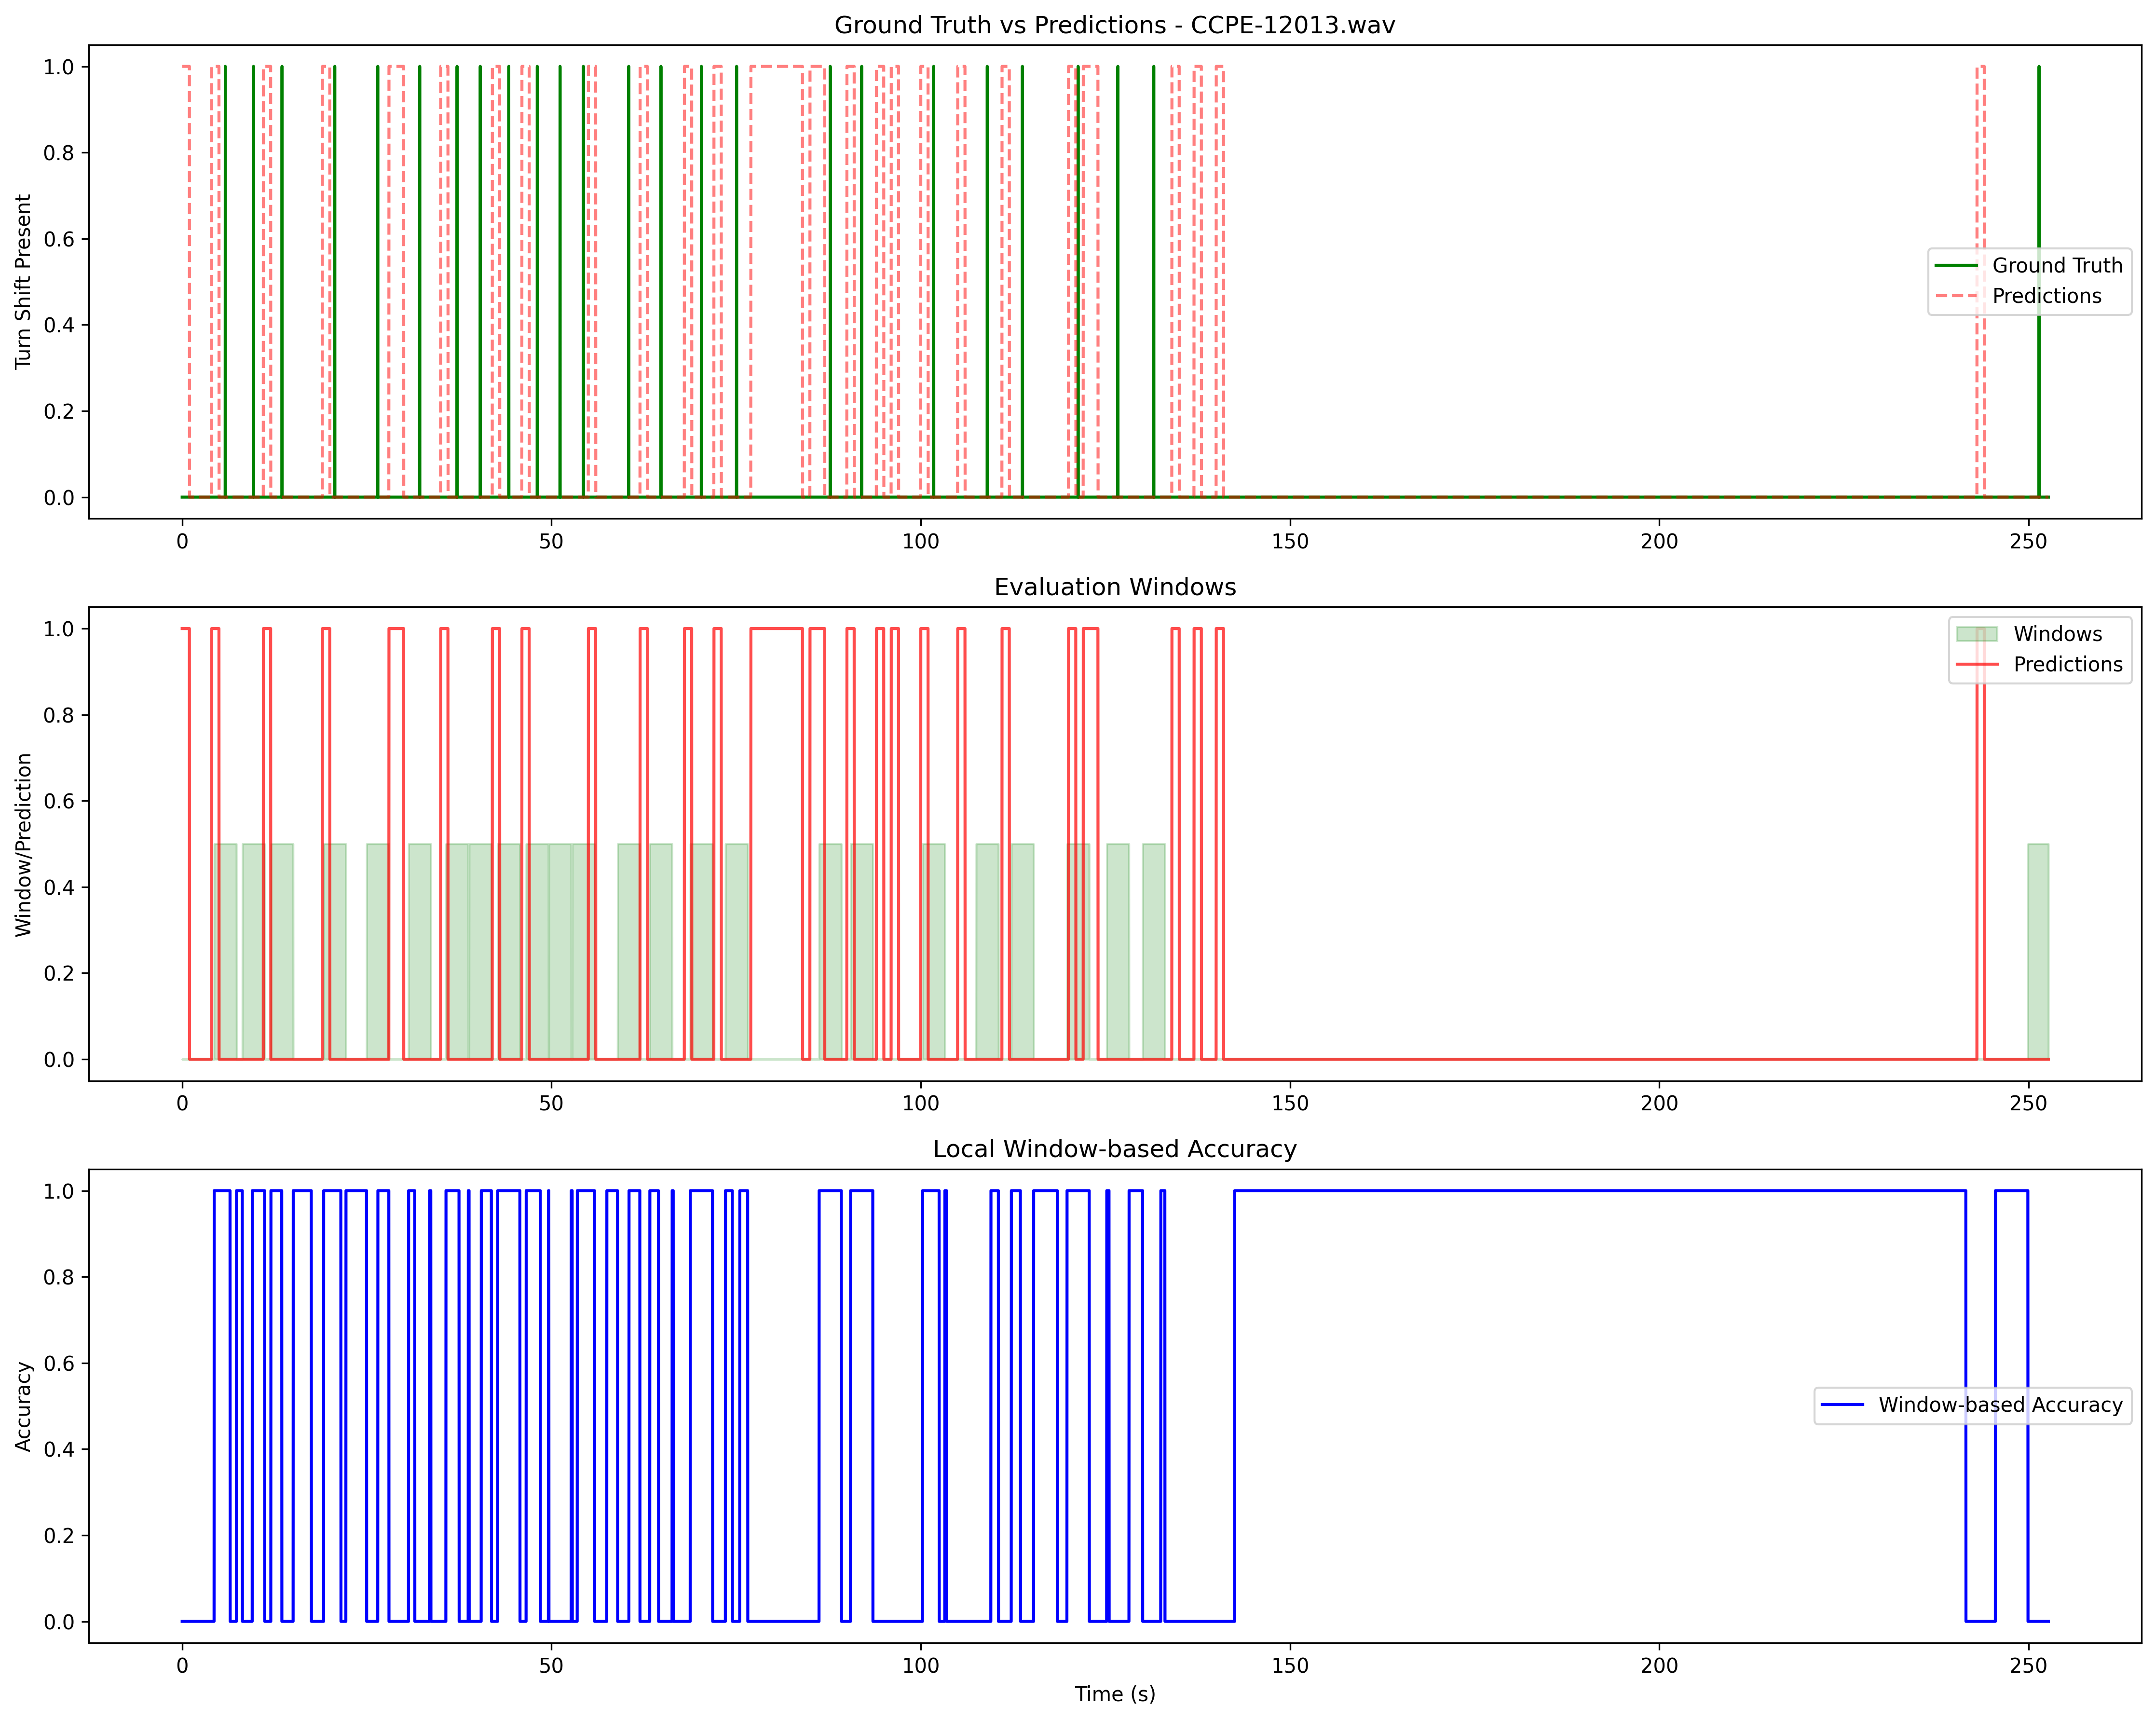 Ground Truth vs Predictions - CCPE-12013.wav
1.0
0.8
0.6
0.4
0.2
0.0
Turn Shift Present
Ground Truth
Predictions
0 50 100 150 200 250
Evaluation Windows
1.0
0.8
0.6
0.4
0.2
0.0
Window/Prediction
Windows
Predictions
0 50 100 150 200 250
Local Window-based Accuracy
1.0
0.8
0.6
0.4
0.2
0.0
Accuracy
Window-based Accuracy
0 50 100 150 200 250
Time (s)